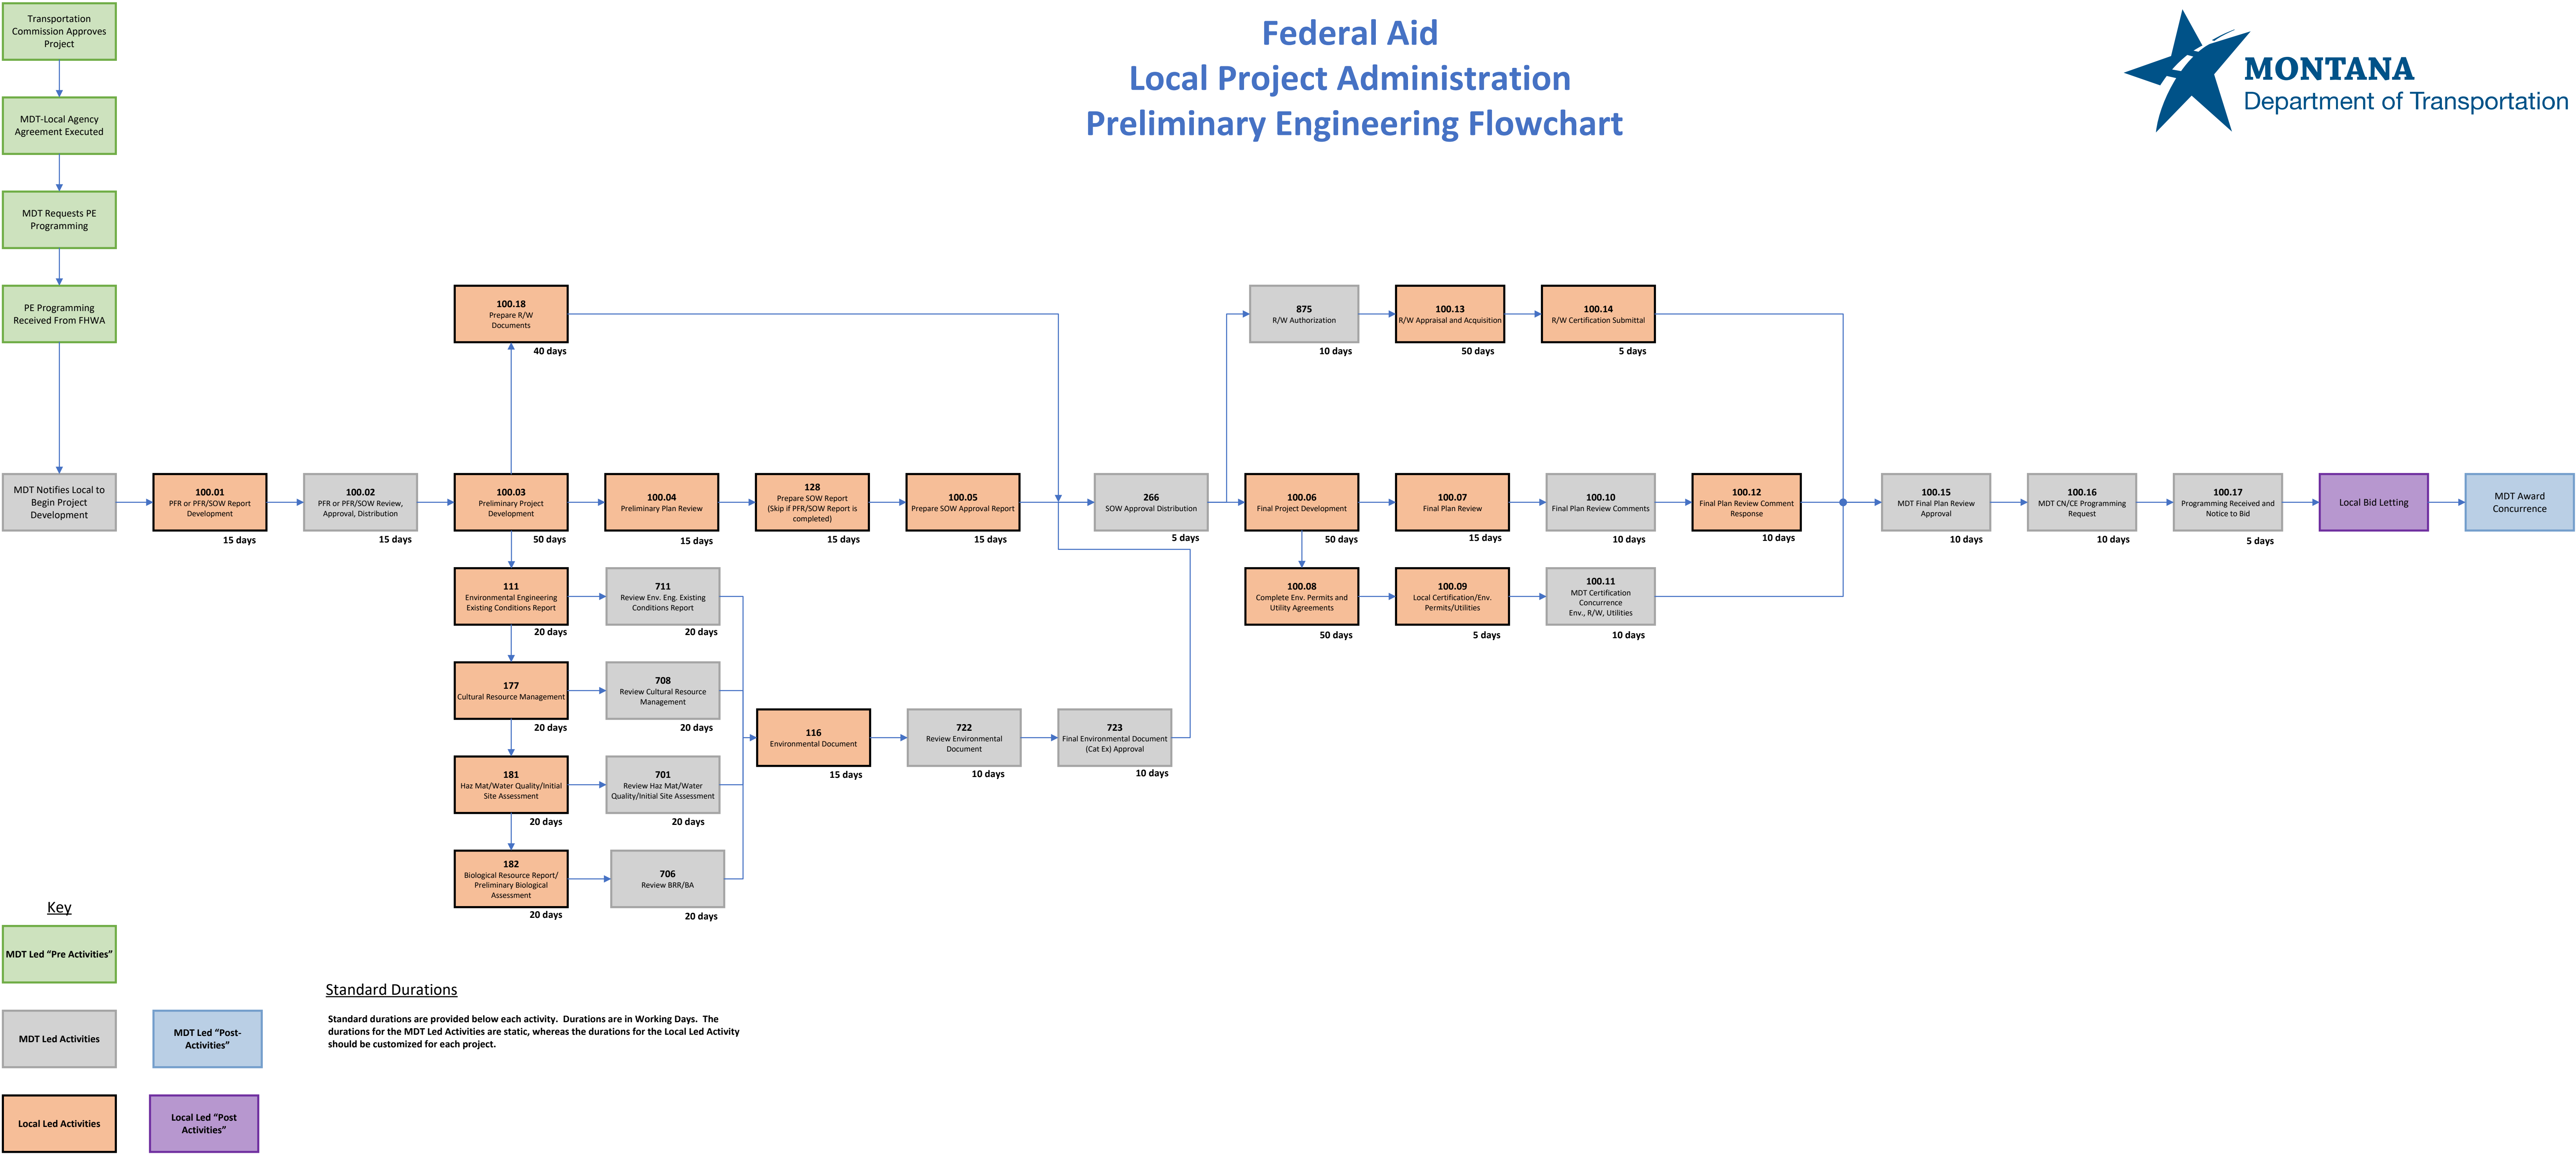 Federal Aid
Local Project Administration
Preliminary Engineering Flowchart
MONTANA
Department of Transportation
Transportation
Commission Approves
Project
MDT-Local Agency
Agreement Executed
MDT Requests PE
Programming
PE Programming
Received From FHWA
100.18
Prepare R/W
Documents
40 days
875
R/W Authorization
10 days
100.13
R/W Appraisal and Acquisition
50 days
100.14
R/W Certification Submittal
5 days
MDT Notifies Local to
Begin Project
Development
100.01
PFR or PFR/SOW Report
Development
15 days
100.02
PFR or PFR/SOW Review,
Approval, Distribution
15 days
100.03
Preliminary Project
Development
50 days
100.04
Preliminary Plan Review
15 days
128
Prepare SOW Report
(Skip if PFR/SOW Report is
completed)
15 days
100.05
Prepare SOW Approval Report
15 days
266
SOW Approval Distribution
5 days
100.06
Final Project Development
50 days
100.07
Final Plan Review
15 days
100.10
Final Plan Review Comments
10 days
100.12
Final Plan Review Comment
Response
10 days
100.15
MDT Final Plan Review
Approval
10 days
100.16
MDT CN/CE Programming
Request
10 days
100.17
Programming Received and
Notice to Bid
5 days
Local Bid Letting
MDT Award
Concurrence
111
Environmental Engineering
Existing Conditions Report
20 days
711
Review Env. Eng. Existing
Conditions Report
20 days
100.08
Complete Env. Permits and
Utility Agreements
50 days
100.09
Local Certification/Env.
Permits/Utilities
5 days
100.11
MDT Certification
Concurrence
Env., R/W, Utilities
10 days
177
Cultural Resource Management
20 days
708
Review Cultural Resource
Management
20 days
116
Environmental Document
15 days
722
Review Environmental
Document
10 days
723
Final Environmental Document
(Cat Ex) Approval
10 days
181
Haz Mat/Water Quality/Initial
Site Assessment
20 days
701
Review Haz Mat/Water
Quality/Initial Site Assessment
20 days
182
Biological Resource Report/
Preliminary Biological
Assessment
20 days
706
Review BRR/BA
20 days
Key
MDT Led “Pre Activities”
MDT Led Activities
MDT Led “Post-
Activities”
Local Led Activities
Local Led “Post
Activities”
Standard Durations
Standard durations are provided below each activity.  Durations are in Working Days.  The
durations for the MDT Led Activities are static, whereas the durations for the Local Led Activity
should be customized for each project.